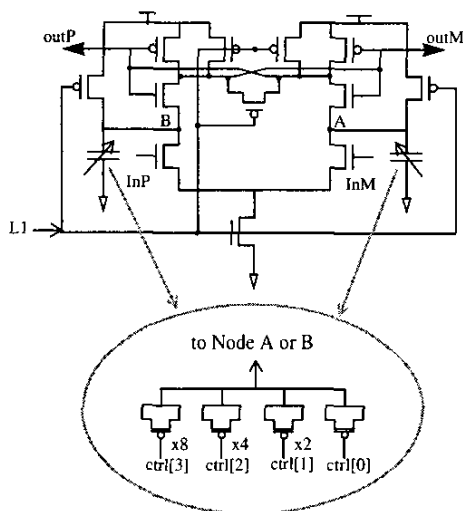 outP
outM
B
A
InP
InM
L1
to Node A or B
x8
x4
x2
ctrl[3]
ctrl[2]
ctrl[1]
ctrl[0]